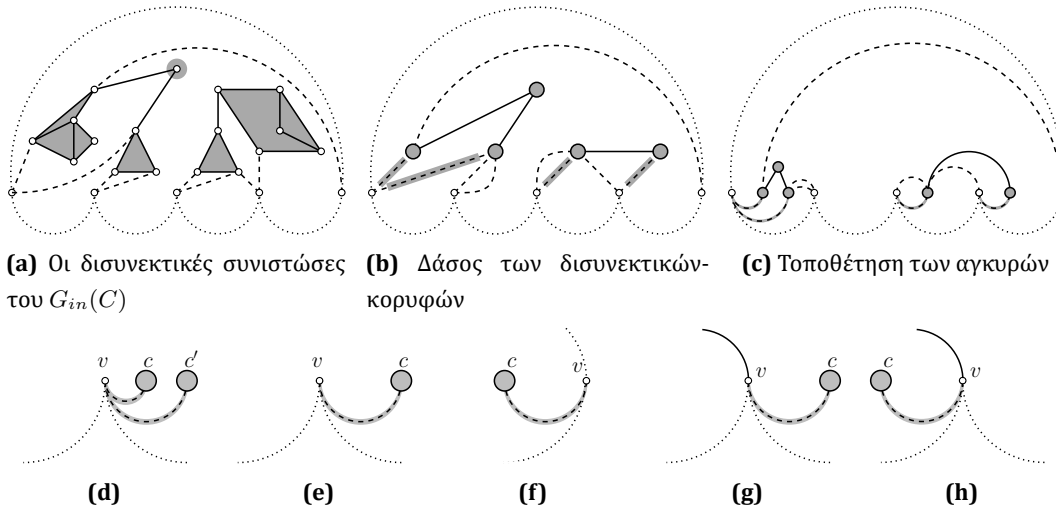 (a) Οι δισυνεκτικές συνιστώσες
του G_{in}(C)
(b) Δάσος των δισυνεκτικών-
κορυφών
(c) Τοποθέτηση των αγκυρών
v c c′
v c
c v
v c
c v
(d) (e) (f) (g) (h)